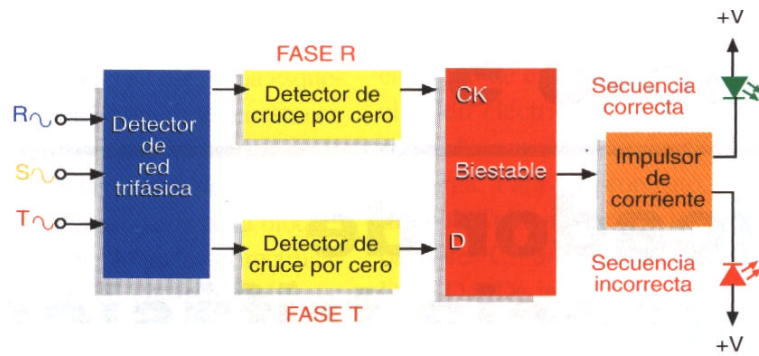 +V
FASE R
Secuencia
correcta
R
S
T
Detector
de
red
trifásica
Detector de
cruce por cero
CK
Biestable
D
Impulsor
de
corrriente
Detector de
cruce por cero
FASE T
Secuencia
incorrecta
+V